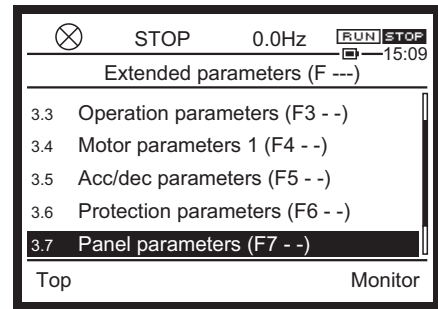 STOP 0.0Hz RUN STOP
15:09
Extended parameters (F ---)
3.3 Operation parameters (F3 - -)
3.4 Motor parameters 1 (F4 - -)
3.5 Acc/dec parameters (F5 - -)
3.6 Protection parameters (F6 - -)
3.7 Panel parameters (F7 - -)
Top Monitor